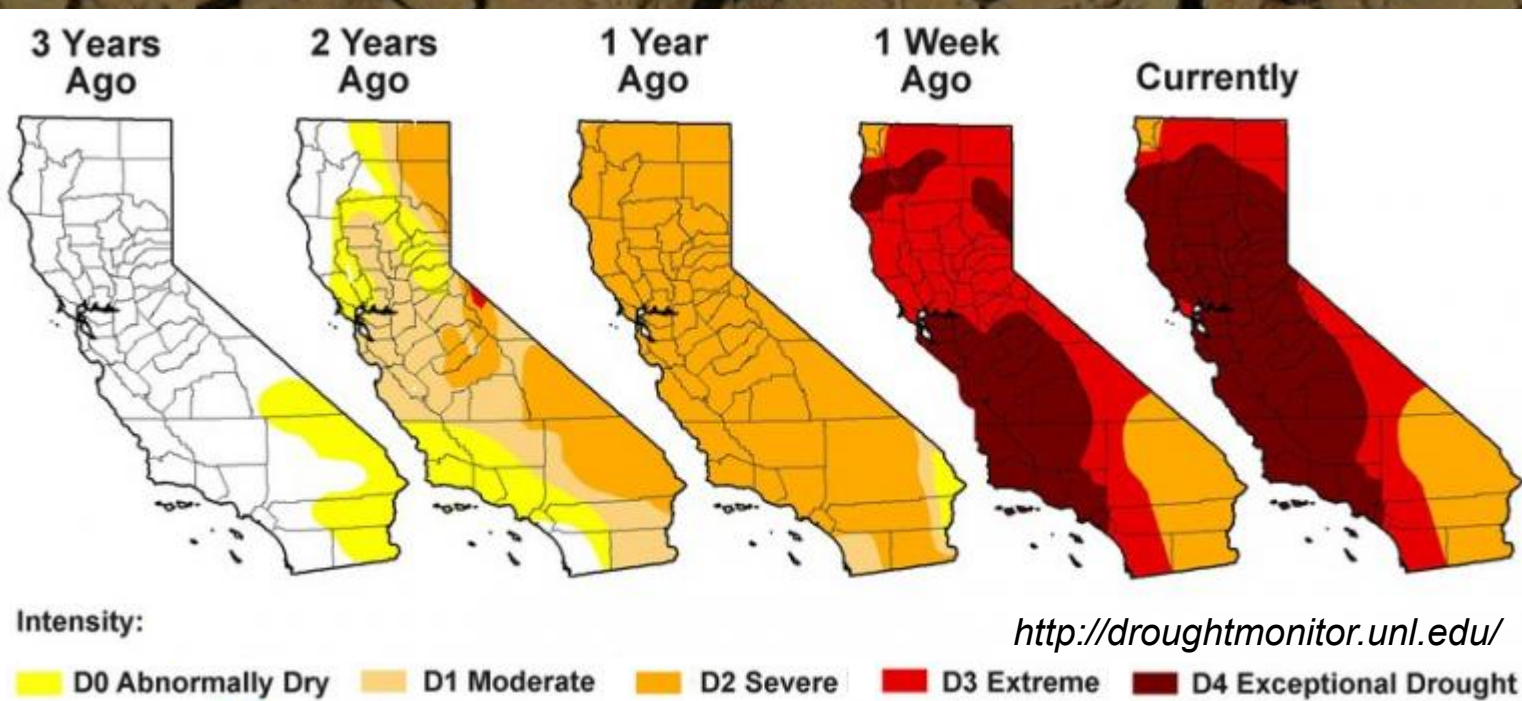 3 Years
Ago
2 Years
Ago
1 Year
Ago
1 Week
Ago
Currently
Intensity:
http://droughtmonitor.unl.edu/
D0 Abnormally Dry
D1 Moderate
D2 Severe
D3 Extreme
D4 Exceptional Drought